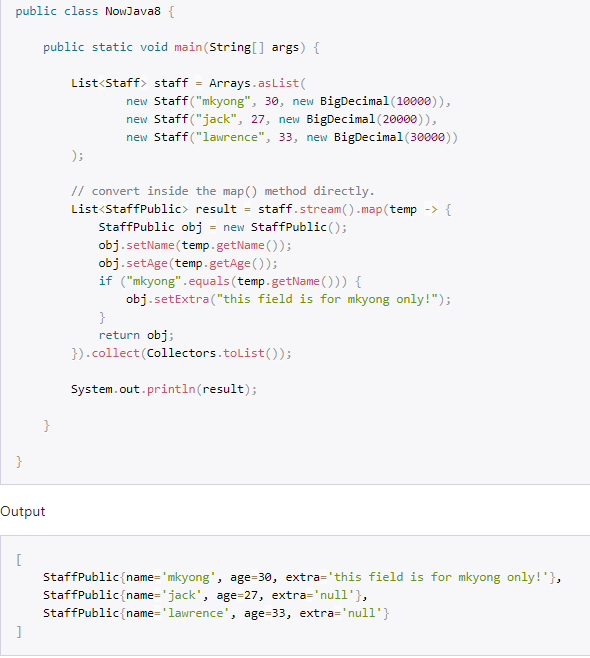 public class NowJava8 {
public static void main(String[] args) {
List<Staff> staff = Arrays.asList(
new Staff("mkyong", 30, new BigDecimal(10000)),
new Staff("jack", 27, new BigDecimal(20000)),
new Staff("lawrence", 33, new BigDecimal(30000))
);
// convert inside the map() method directly.
List<StaffPublic> result = staff.stream().map(temp -> {
StaffPublic obj = new StaffPublic();
obj.setName(temp.getName());
obj.setAge(temp.getAge());
if ("mkyong".equals(temp.getName())) {
obj.setExtra("this field is for mkyong only!");
}
return obj;
}).collect(Collectors.toList());
System.out.println(result);
}
}
Output
[
StaffPublic{name='mkyong', age=30, extra='this field is for mkyong only!'},
StaffPublic{name='jack', age=27, extra='null'},
StaffPublic{name='lawrence', age=33, extra='null'}
]